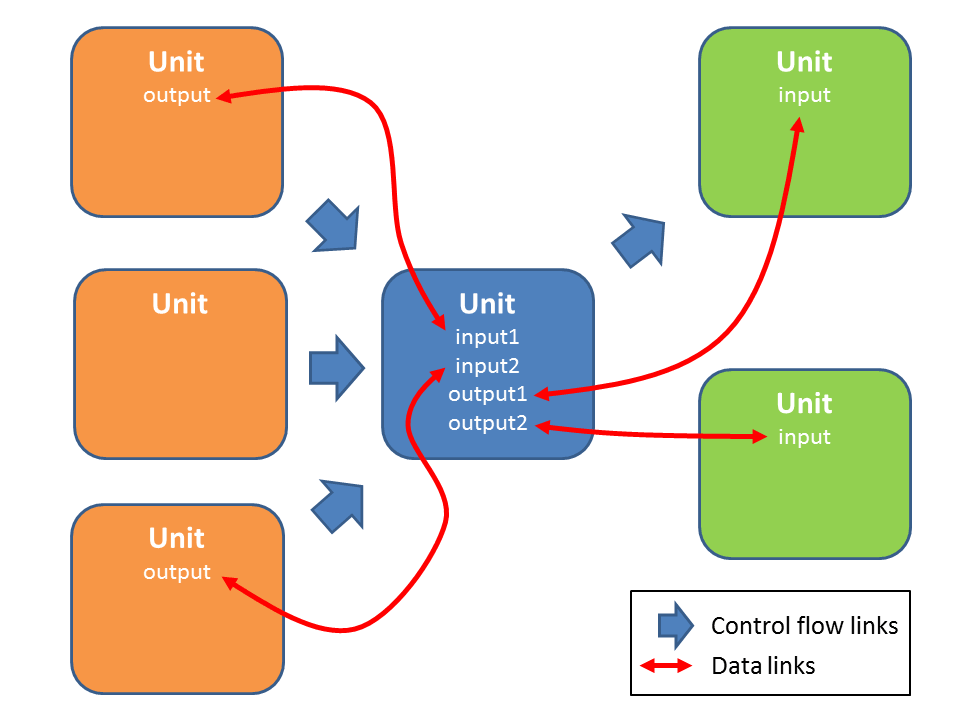 Unit
output
Unit
Unit
output
Unit
input1
input2
output1
output2
Unit
input
Unit
input
Control flow links
Data links